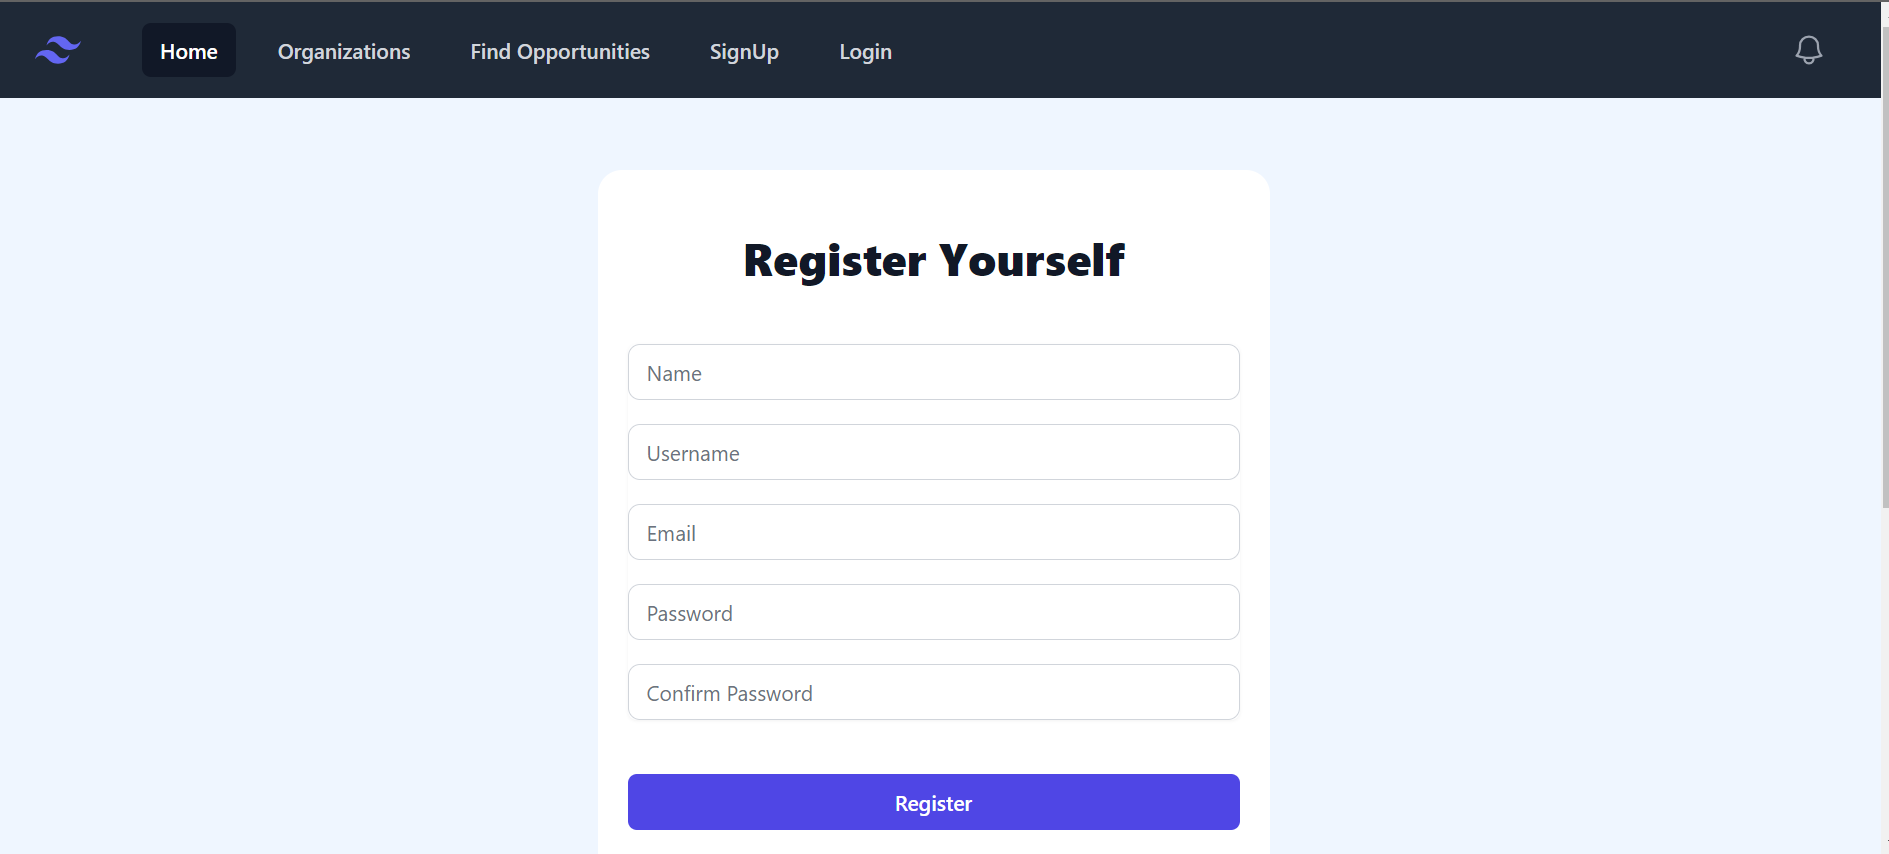 Home Organizations Find Opportunities SignUp Login
Register Yourself
Name
Username
Email
Password
Confirm Password
Register